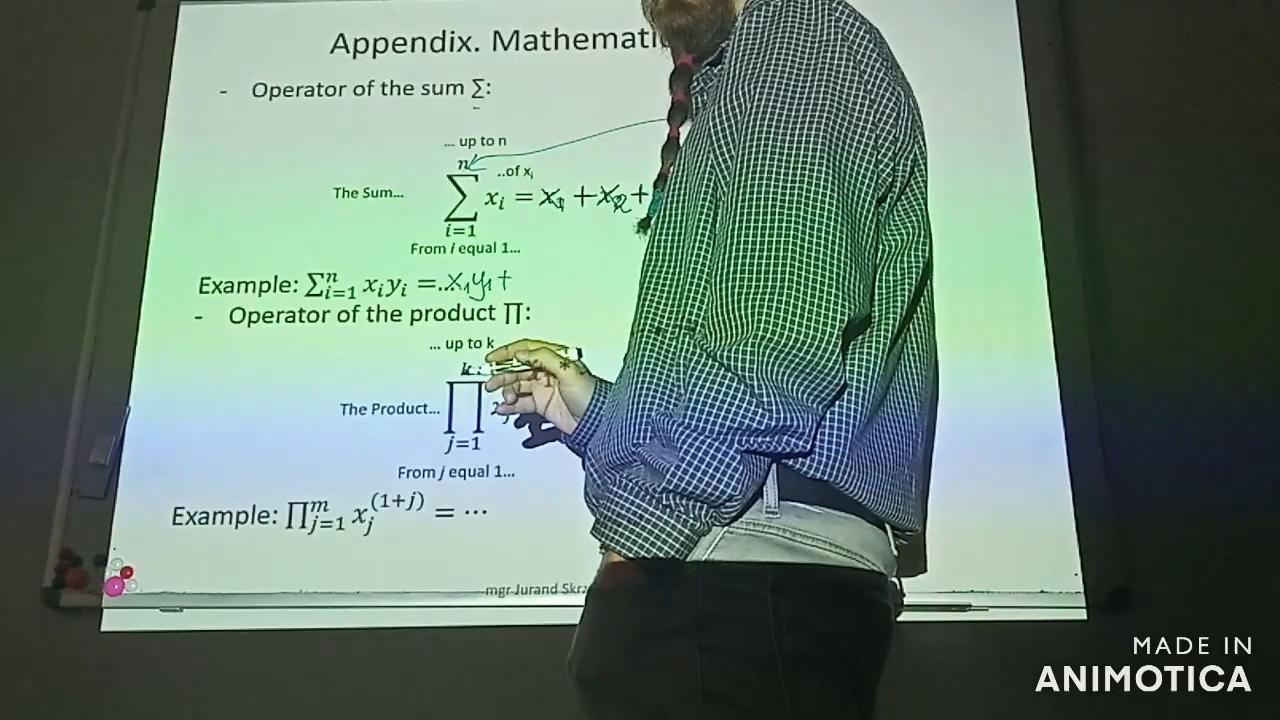 Appendix. Mathemati
- Operator of the sum ∑:
... up to n
n
..of xᵢ
The Sum... ∑ xᵢ = x₁ + x₂ +
i=1
From i equal 1...
Example: ∑ⁿᵢ₌₁ xᵢyᵢ = ..x₁y₁ +
- Operator of the product ∏:
... up to k
k
The Product... ∏
j=1
From j equal 1...
Example: ∏ᵐⱼ₌₁ xⱼ⁽¹⁺ʲ⁾ = ⋯
mgr Jurand Skrz
MADE IN
ANIMOTICA